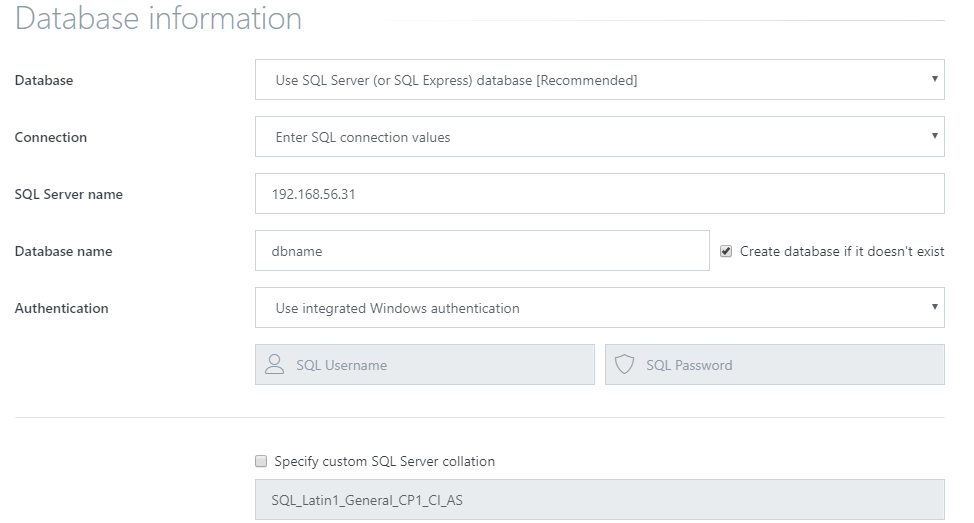 Database information
Database
Use SQL Server (or SQL Express) database [Recommended]
Connection
Enter SQL connection values
SQL Server name
192.168.56.31
Database name
dbname
Create database if it doesn't exist
Authentication
Use integrated Windows authentication
SQL Username
SQL Password
Specify custom SQL Server collation
SQL_Latin1_General_CP1_CI_AS